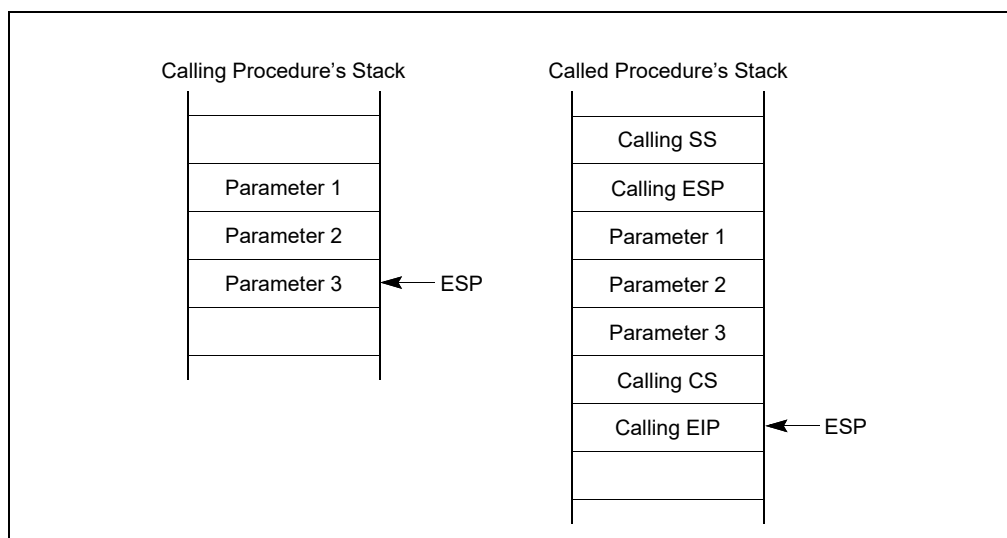 Calling Procedure’s Stack
Parameter 1
Parameter 2
Parameter 3
ESP
Called Procedure’s Stack
Calling SS
Calling ESP
Parameter 1
Parameter 2
Parameter 3
Calling CS
Calling EIP
ESP